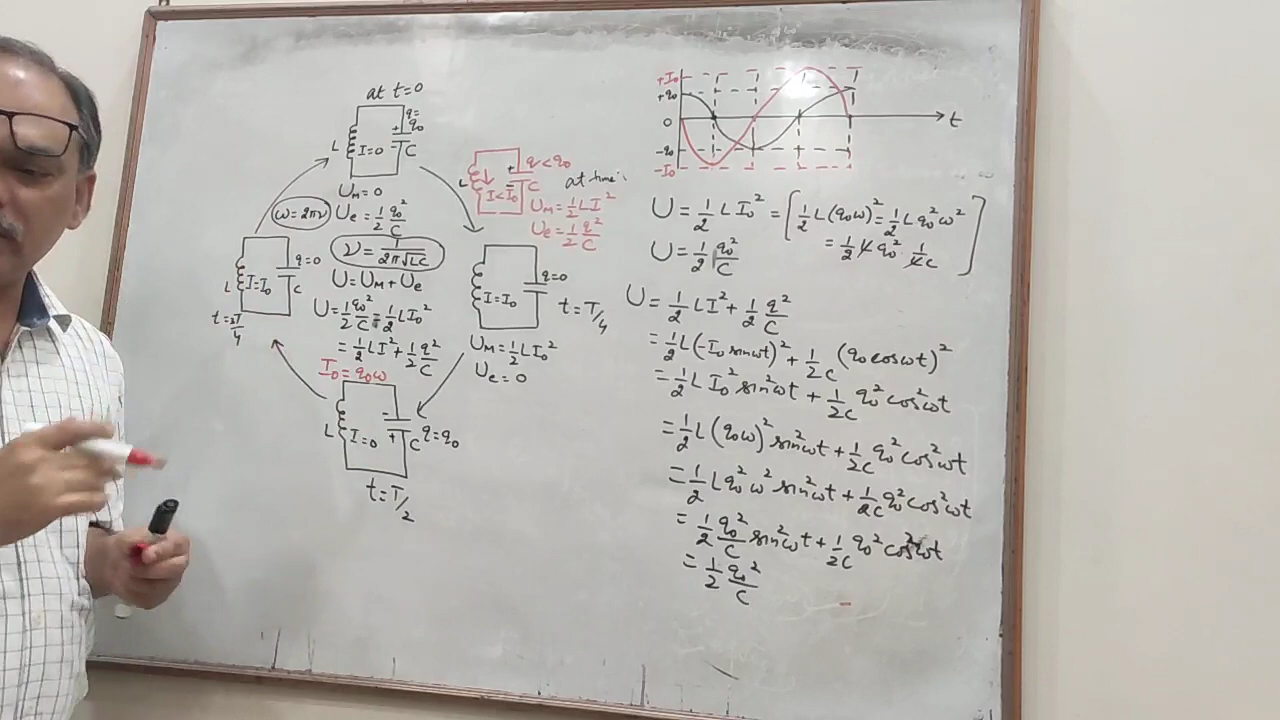 at t=0
q=
q₀
+
L
I=0
C
U_m = 0
U_e = 1/2 q₀²/C
ω=2πν
ν = 1/2π√LC
U = U_M + U_e
U = 1/2 q₀²/C = 1/2 LI₀²
= 1/2 LI² + 1/2 q²/C
I₀ = q₀ω
q < q₀
+
L
I<I₀
C
at time
U_M = 1/2 LI²
U_e = 1/2 q²/C
q=0
I=I₀
t = T/4
U_M = 1/2 LI₀²
U_e = 0
-
L
I=0
+
C
q=q₀
t = T/2
q=0
L
I=I₀
C
t=3T/4
+I₀
+q₀
0
-q₀
-I₀
t
U = 1/2 LI₀² = [1/2 L(q₀ω)² = 1/2 Lq₀²ω²
= 1/2 L q₀² · 1/LC]
U = 1/2 q₀²/C
U = 1/2 LI² + 1/2 q²/C
= 1/2 L(-I₀ sinωt)² + 1/2C (q₀ cosωt)²
= 1/2 L I₀² sin²ωt + 1/2C q₀² cos²ωt
= 1/2 L (q₀ω)² sin²ωt + 1/2C q₀² cos²ωt
= 1/2 L q₀² ω² sin²ωt + 1/2C q₀² cos²ωt
= 1/2 q₀²/C sin²ωt + 1/2C q₀² cos²ωt
= 1/2 q₀²/C